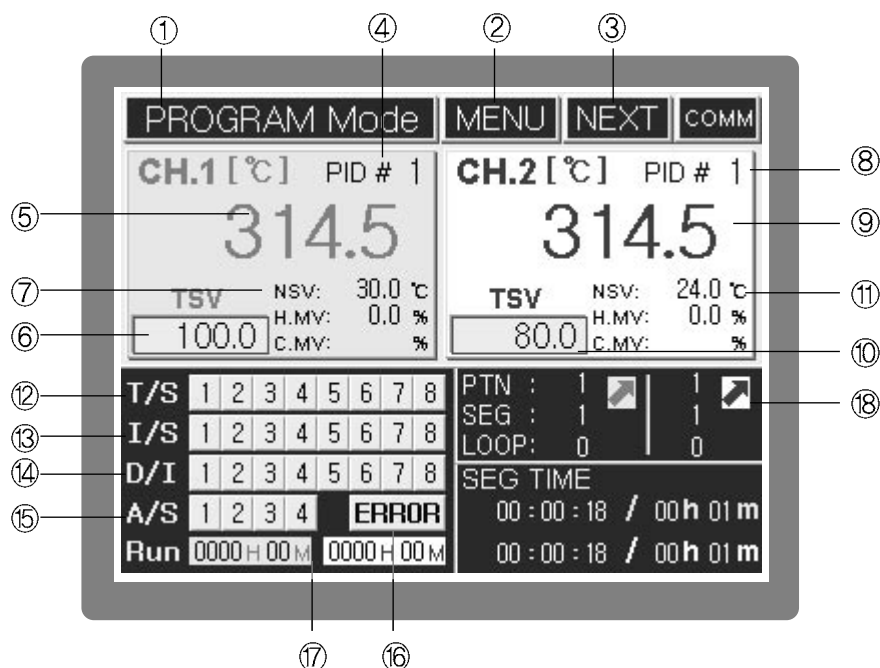 ① ④ ② ③
PROGRAM Mode MENU NEXT COMM
CH.1 [℃] PID # 1
314.5
TSV
100.0
NSV: 30.0 ℃
H.MV: 0.0 %
C.MV: %
CH.2 [℃] PID # 1
314.5
TSV
80.0
NSV: 24.0 ℃
H.MV: 0.0 %
C.MV: %
⑤
⑦
⑥
⑧
⑨
⑪
⑩
⑫
⑬
⑭
⑮
T/S 1 2 3 4 5 6 7 8
I/S 1 2 3 4 5 6 7 8
D/I 1 2 3 4 5 6 7 8
A/S 1 2 3 4 ERROR
Run 0000 H 00 M 0000 H 00 M
PTN : 1 1
SEG : 1 1
LOOP: 0 0
⑱
SEG TIME
00 : 00 : 18 / 00 h 01 m
00 : 00 : 18 / 00 h 01 m
⑰ ⑯